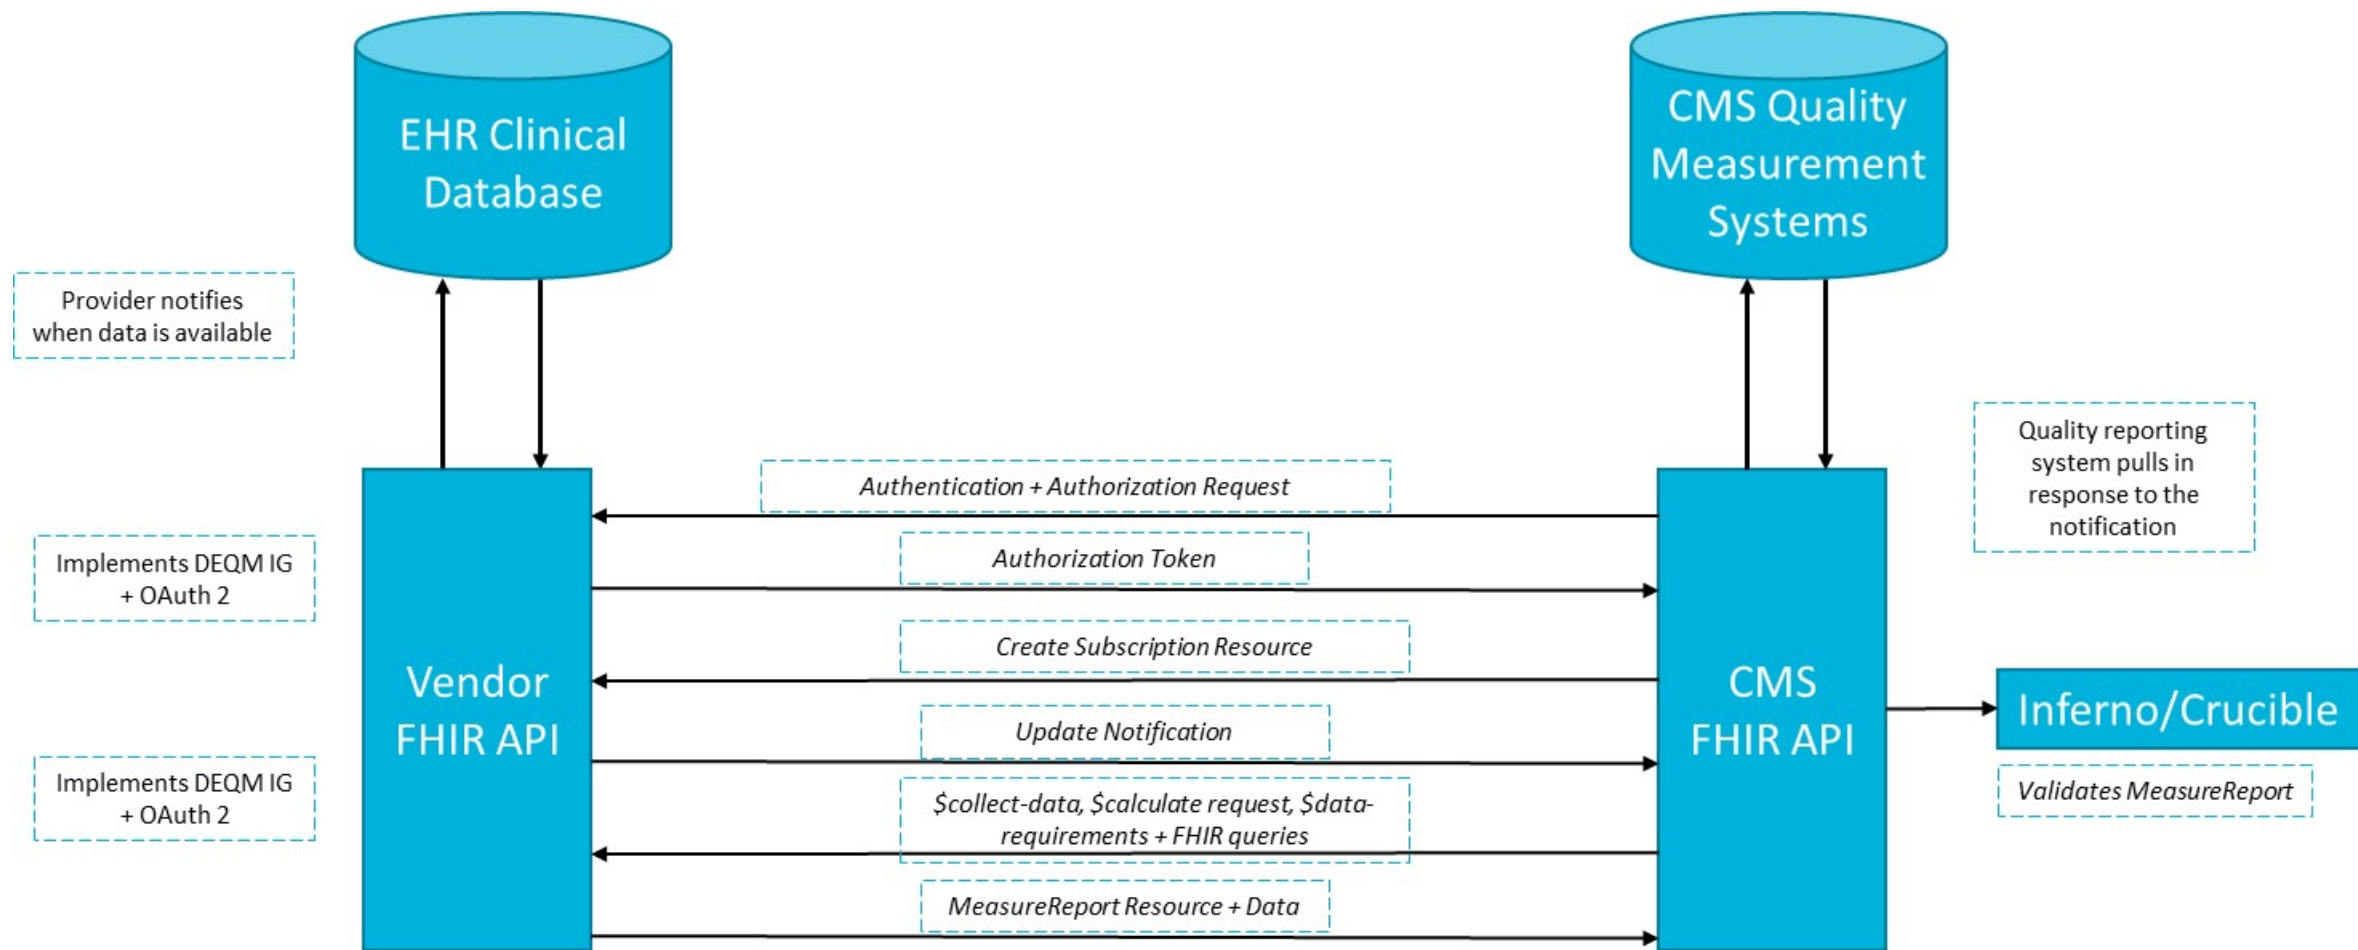 EHR Clinical
Database
CMS Quality
Measurement
Systems
Provider notifies
when data is available
Quality reporting
system pulls in
response to the
notification
Authentication + Authorization Request
Authorization Token
Implements DEQM IG
+ OAuth 2
Create Subscription Resource
Vendor
FHIR API
CMS
FHIR API
Inferno/Crucible
Update Notification
Validates MeasureReport
Implements DEQM IG
+ OAuth 2
$collect-data, $calculate request, $data-
requirements + FHIR queries
MeasureReport Resource + Data